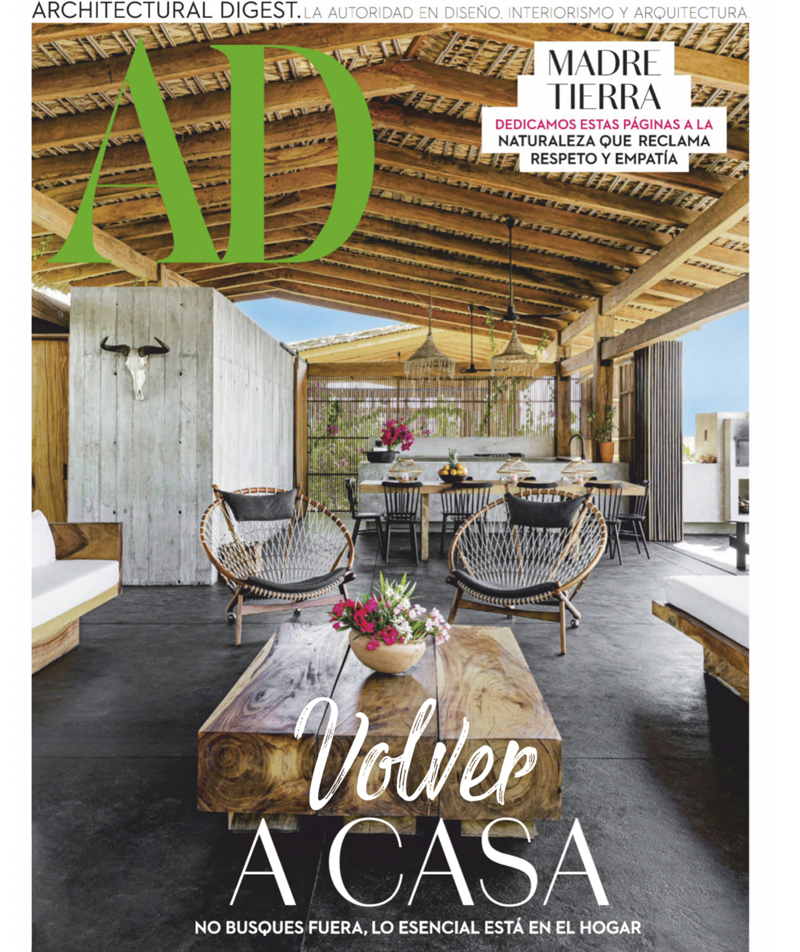 ARCHITECTURAL DIGEST. LA AUTORIDAD EN DISEÑO, INTERIORISMO Y ARQUITECTURA
AD
MADRE
TIERRA
DEDICAMOS ESTAS PÁGINAS A LA
NATURALEZA QUE RECLAMA
RESPETO Y EMPATÍA
Volver
A CASA
NO BUSQUES FUERA, LO ESENCIAL ESTÁ EN EL HOGAR